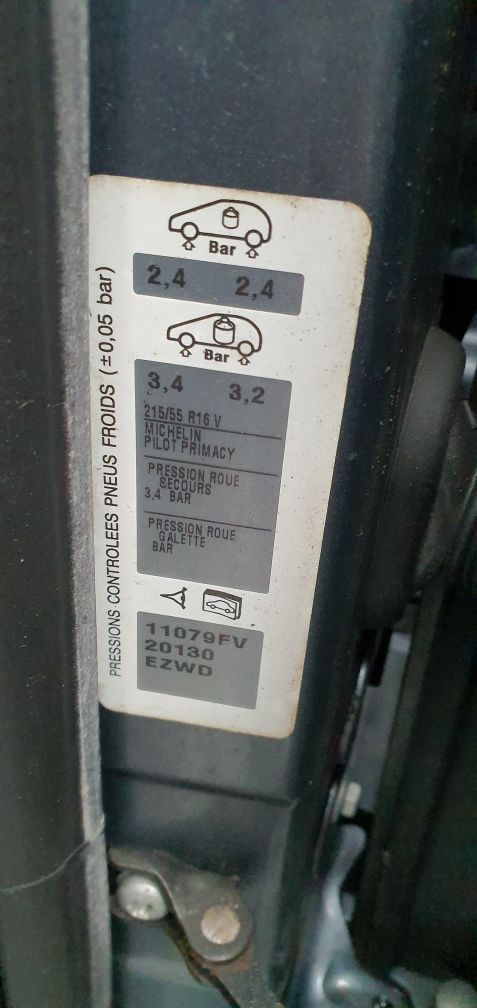 Bar
2,4 2,4
Bar
3,4 3,2
215/55 R16 V
MICHELIN
PILOT PRIMACY
PRESSION ROUE
SECOURS
3,4 BAR
PRESSION ROUE
GALETTE
BAR
11079FV
20130
EZWD
PRESSIONS CONTROLEES PNEUS FROIDS (±0,05 bar)